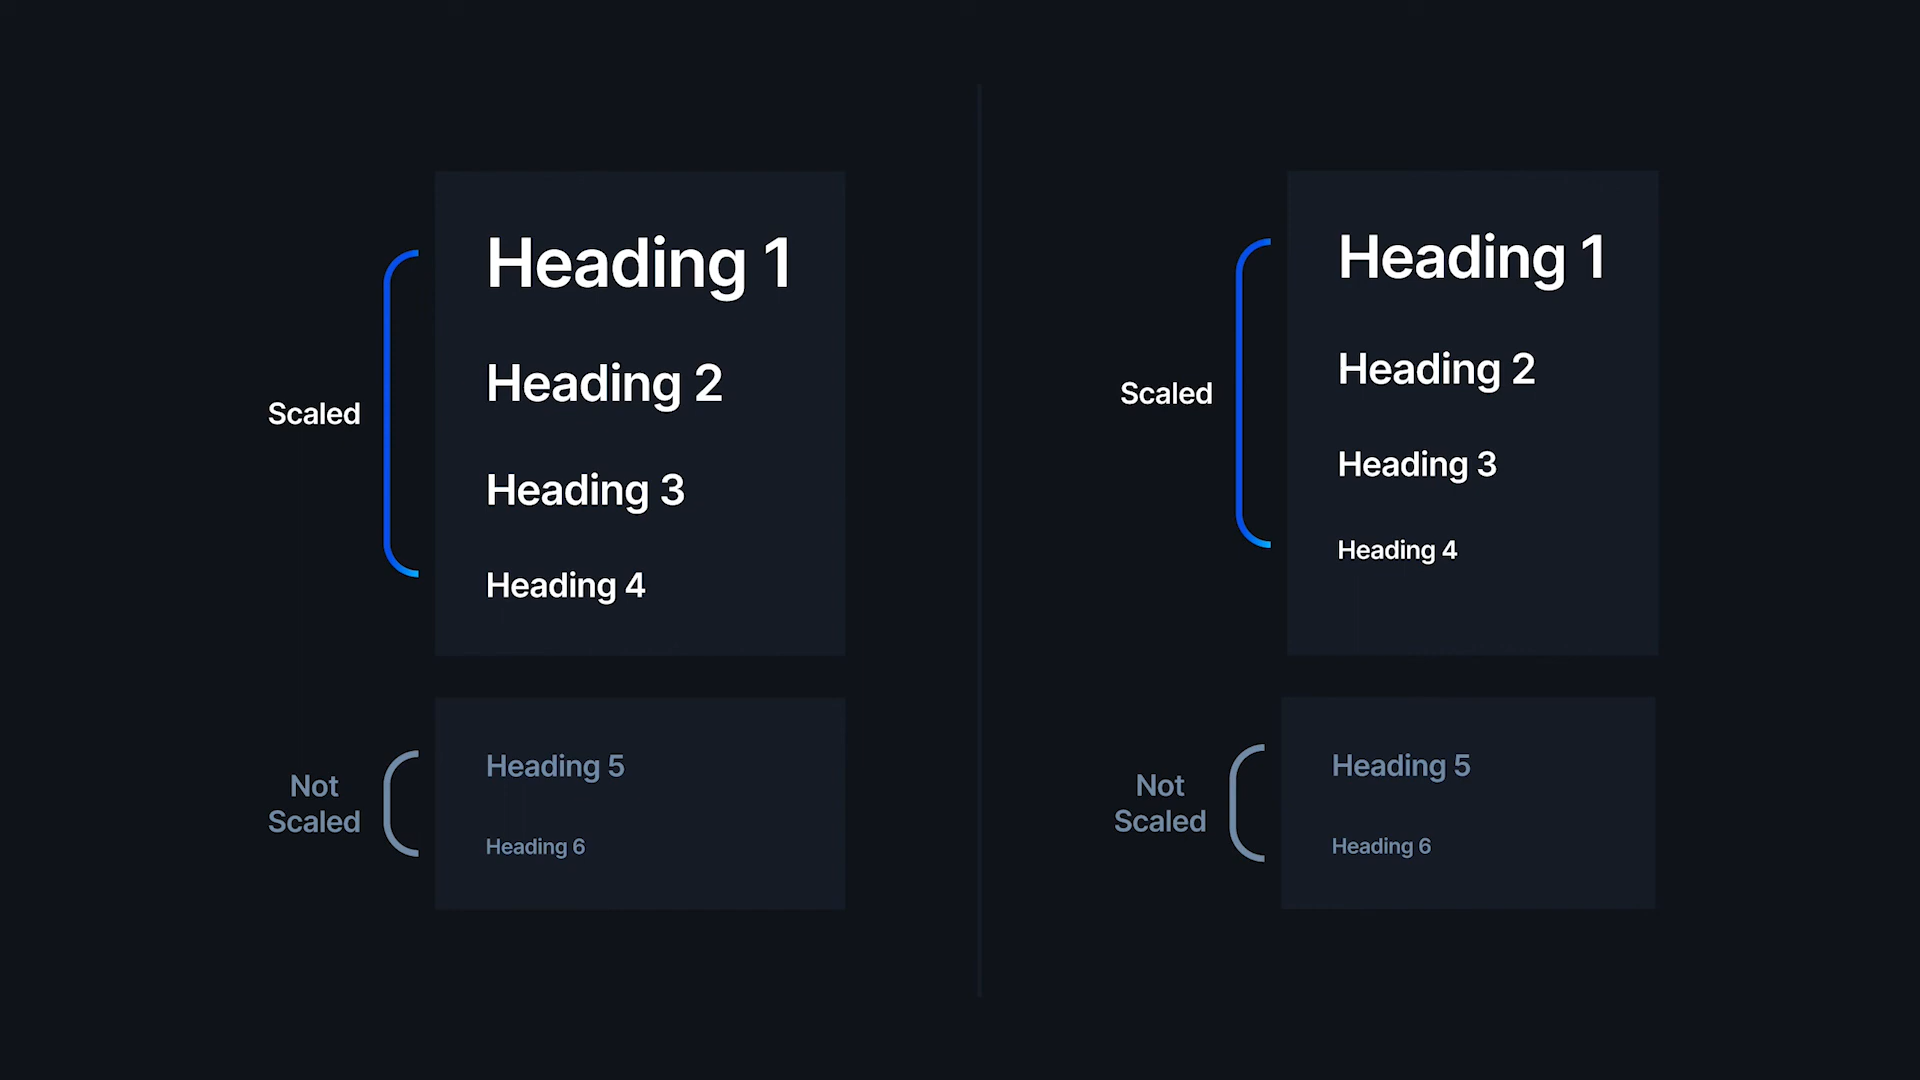 Scaled
Heading 1
Heading 2
Heading 3
Heading 4
Not
Scaled
Heading 5
Heading 6
Scaled
Heading 1
Heading 2
Heading 3
Heading 4
Not
Scaled
Heading 5
Heading 6